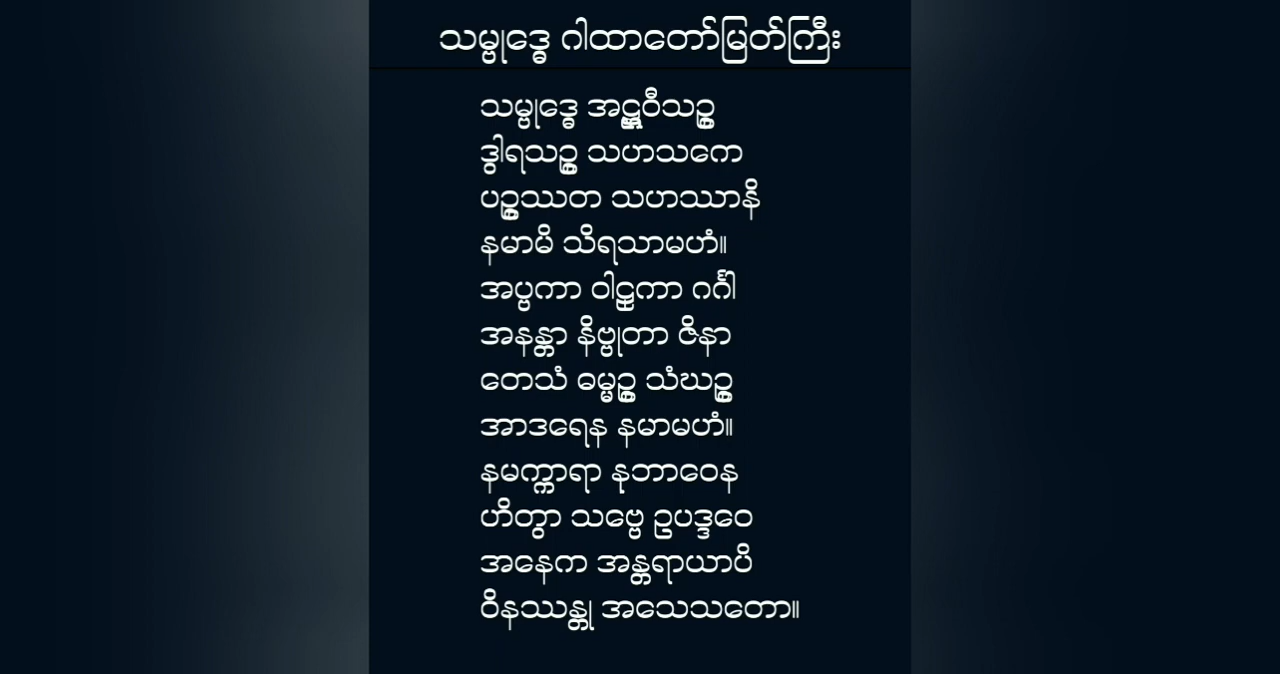 သမ္ဗုဒ္ဓေ ဂါထာတော်မြတ်ကြီး
သမ္ဗုဒ္ဓေ အဋ္ဌဝီသဉ္စ
ဒွါရသဉ္စ သဟသကေ
ပဉ္စဿတ သဟဿာနိ
နမာမိ သိရသာမဟံ။
အပ္ဗကာ ဝါဠုကာ ဂင်္ဂါ
အနန္တာ နိဗ္ဗုတာ ဇိနာ
တေသံ ဓမ္မဉ္စ သံဃဉ္စ
အာဒရေန နမာမဟံ။
နမက္ကာရာ နုဘာဝေန
ဟိတွာ သဗ္ဗေ ဥပဒ္ဒဝေ
အနေက အန္တရာယာပိ
ဝိနဿန္တု အသေသတော။